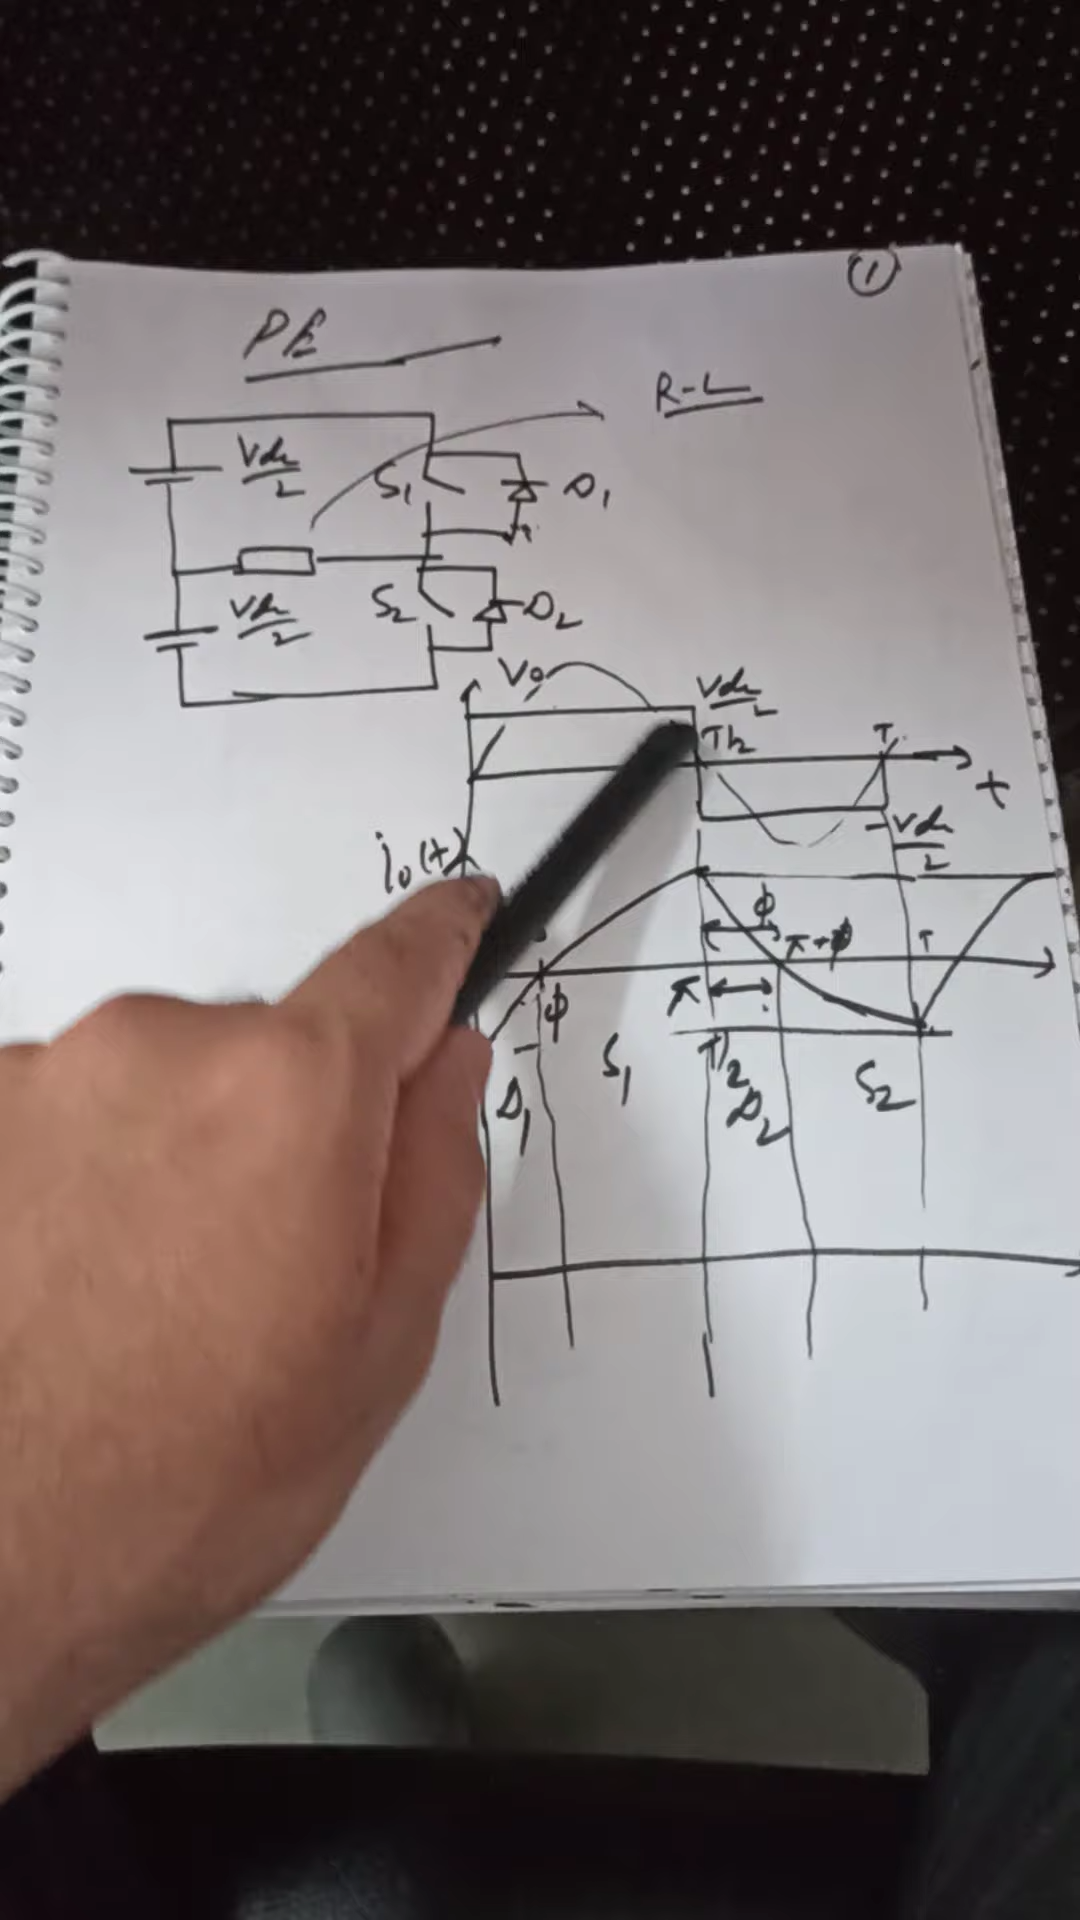 ①
PE
R-L
Vdc/2
S₁
D₁
Vdc/2
S₂
D₂
Vo
Vdc/2
T/2
T
t
-Vdc/2
i₀(t)
ϕ
π+ϕ
T
π
ϕ
T/2
S₁
S₂
D₁
D₂